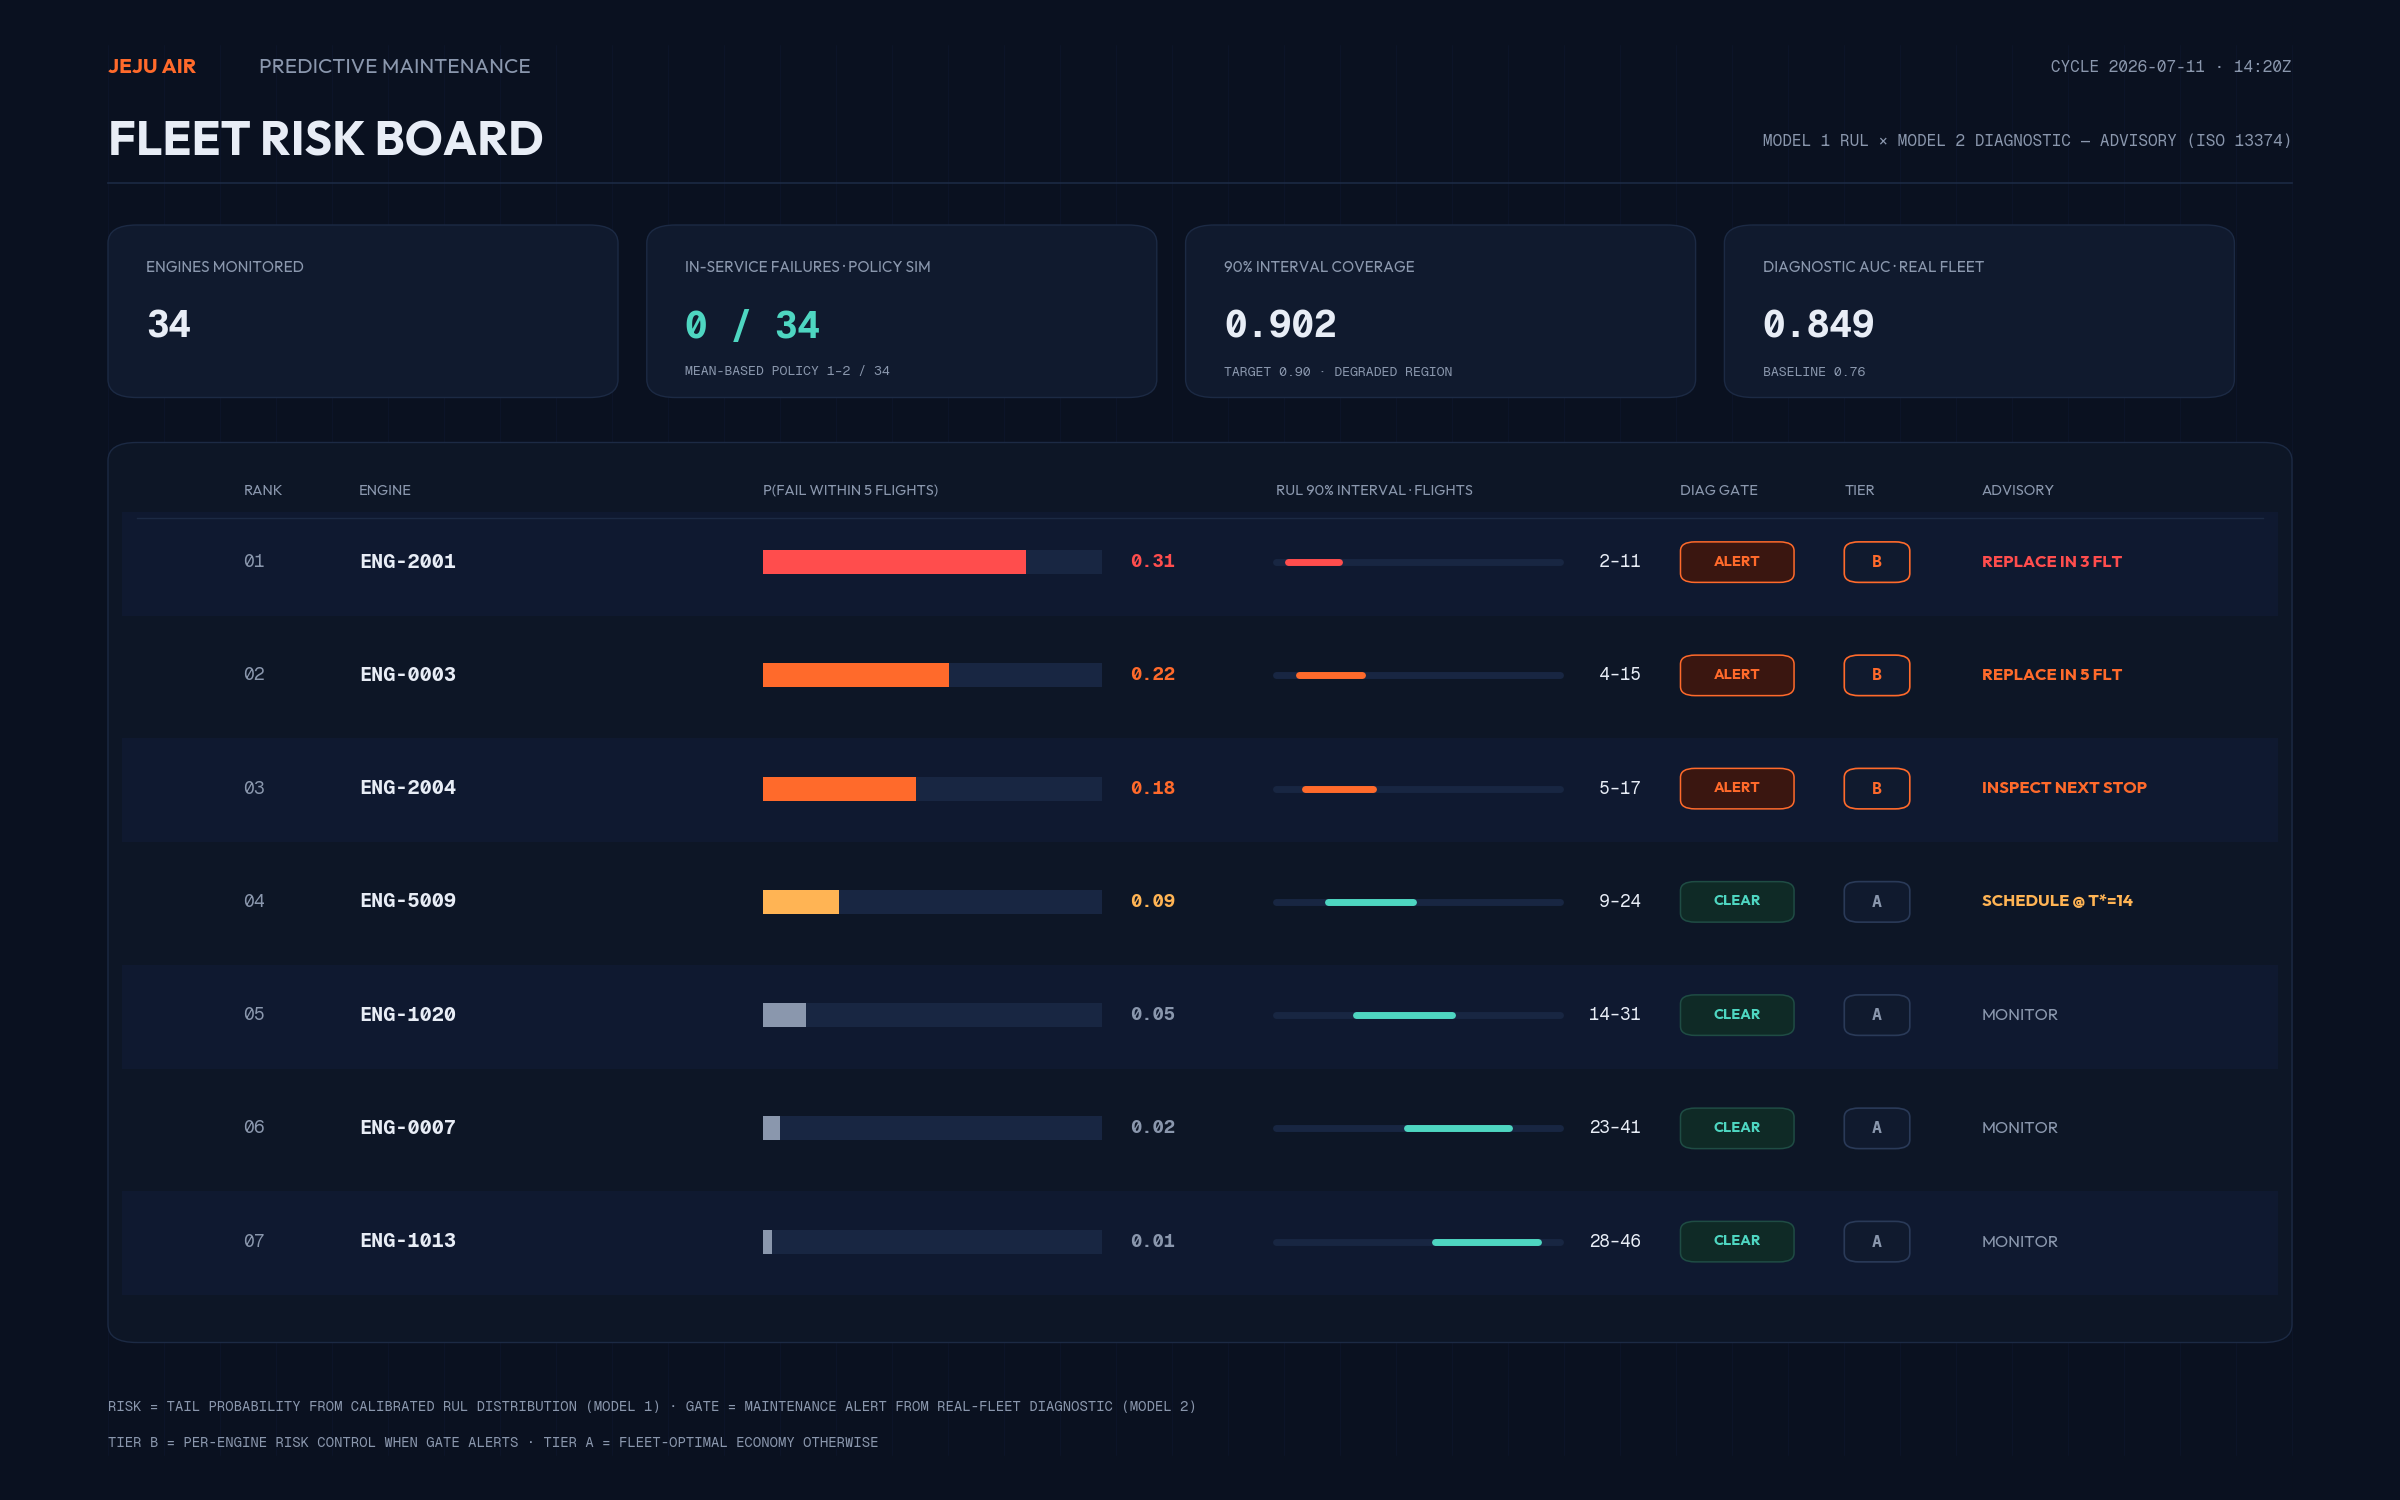 JEJU AIR PREDICTIVE MAINTENANCE CYCLE 2026-07-11 · 14:20Z
FLEET RISK BOARD MODEL 1 RUL × MODEL 2 DIAGNOSTIC — ADVISORY (ISO 13374)
ENGINES MONITORED
34
IN-SERVICE FAILURES · POLICY SIM
0 / 34
MEAN-BASED POLICY 1–2 / 34
90% INTERVAL COVERAGE
0.902
TARGET 0.90 · DEGRADED REGION
DIAGNOSTIC AUC · REAL FLEET
0.849
BASELINE 0.76
RANK ENGINE P(FAIL WITHIN 5 FLIGHTS) RUL 90% INTERVAL · FLIGHTS DIAG GATE TIER ADVISORY
01 ENG-2001 0.31 2–11 ALERT B REPLACE IN 3 FLT
02 ENG-0003 0.22 4–15 ALERT B REPLACE IN 5 FLT
03 ENG-2004 0.18 5–17 ALERT B INSPECT NEXT STOP
04 ENG-5009 0.09 9–24 CLEAR A SCHEDULE @ T*=14
05 ENG-1020 0.05 14–31 CLEAR A MONITOR
06 ENG-0007 0.02 23–41 CLEAR A MONITOR
07 ENG-1013 0.01 28–46 CLEAR A MONITOR
RISK = TAIL PROBABILITY FROM CALIBRATED RUL DISTRIBUTION (MODEL 1) · GATE = MAINTENANCE ALERT FROM REAL-FLEET DIAGNOSTIC (MODEL 2)
TIER B = PER-ENGINE RISK CONTROL WHEN GATE ALERTS · TIER A = FLEET-OPTIMAL ECONOMY OTHERWISE